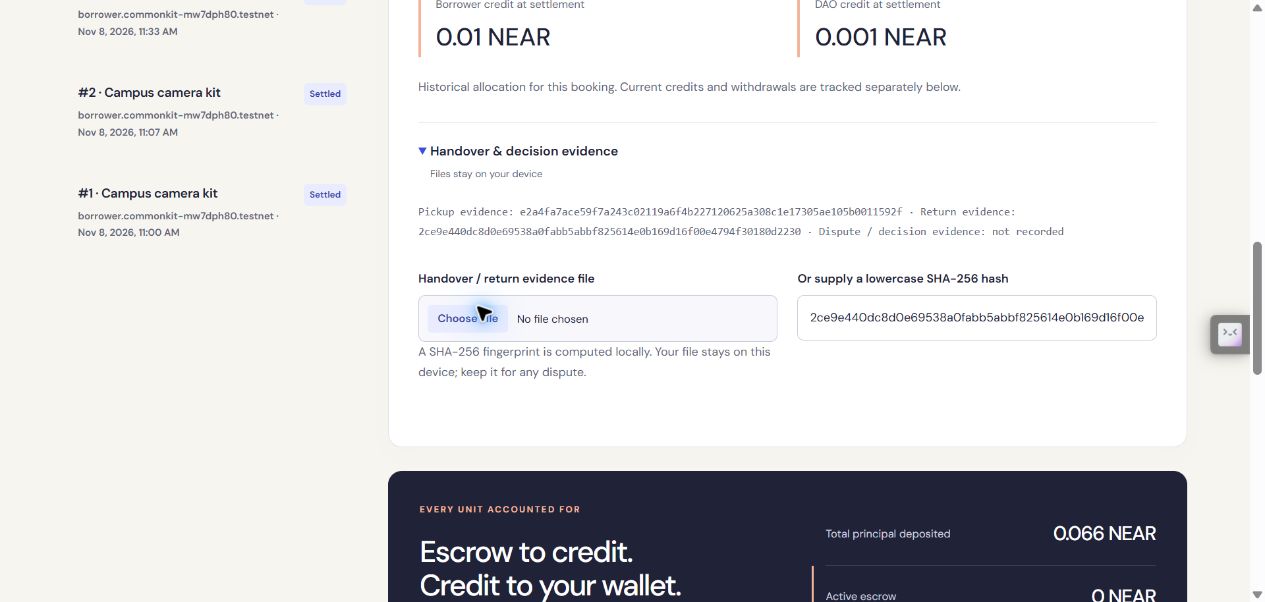 borrower.commonkit-mw7dph80.testnet ·
Nov 8, 2026, 11:33 AM
#2 · Campus camera kit
Settled
borrower.commonkit-mw7dph80.testnet ·
Nov 8, 2026, 11:07 AM
#1 · Campus camera kit
Settled
borrower.commonkit-mw7dph80.testnet ·
Nov 8, 2026, 11:00 AM
Borrower credit at settlement
0.01 NEAR
DAO credit at settlement
0.001 NEAR
Historical allocation for this booking. Current credits and withdrawals are tracked separately below.
Handover & decision evidence
Files stay on your device
Pickup evidence: e2a4fa7ace59f7a243c02119a6f4b227120625a308c1e17305ae105b0011592f · Return evidence:
2ce9e440dc8d0e69538a0fabb5abbf825614e0b169d16f00e4794f30180d2230 · Dispute / decision evidence: not recorded
Handover / return evidence file
Choose file No file chosen
A SHA-256 fingerprint is computed locally. Your file stays on this
device; keep it for any dispute.
Or supply a lowercase SHA-256 hash
2ce9e440dc8d0e69538a0fabb5abbf825614e0b169d16f00e
EVERY UNIT ACCOUNTED FOR
Escrow to credit.
Credit to your wallet.
Total principal deposited
0.066 NEAR
Active escrow
0 NEAR